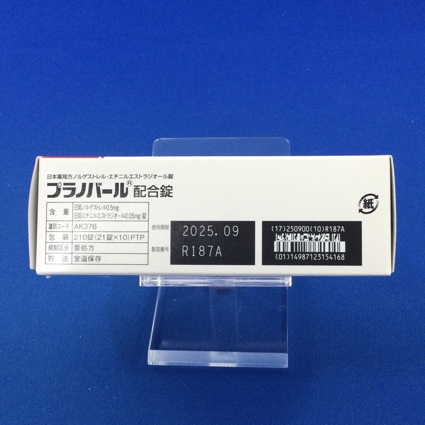 日本薬局方ノルゲストレル・エチニルエストラジオール錠
プラノバール® 配合錠
含量 日局ノルゲストレル0.5mg
日局エチニルエストラジオール0.05mg/錠
識別コード AK376
包装 210錠(21錠×10)PTP
規制区分 要処方
貯法 室温保存
使用期限 2025.09
製造番号 R187A
(17)250900(10)R187A
(01)14987123154168
紙